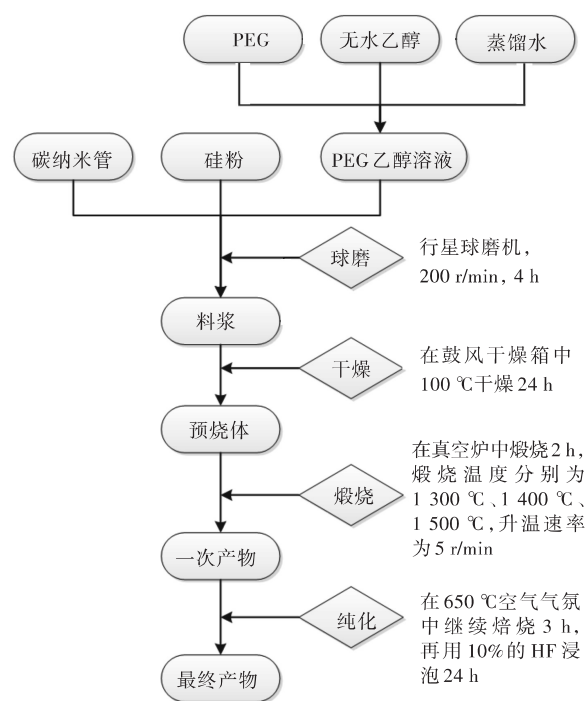 PEG
无水乙醇
蒸馏水
碳纳米管
硅粉
PEG乙醇溶液
球磨
行星球磨机，
200 r/min, 4 h
料浆
干燥
在鼓风干燥箱中
100 ℃干燥24 h
预烧体
煅烧
在真空炉中煅烧2 h,
煅烧温度分别为
1 300 ℃、1 400 ℃、
1 500 ℃,升温速率
为5 r/min
一次产物
纯化
在650 ℃空气气氛
中继续焙烧3 h,
再用10%的HF浸
泡24 h
最终产物